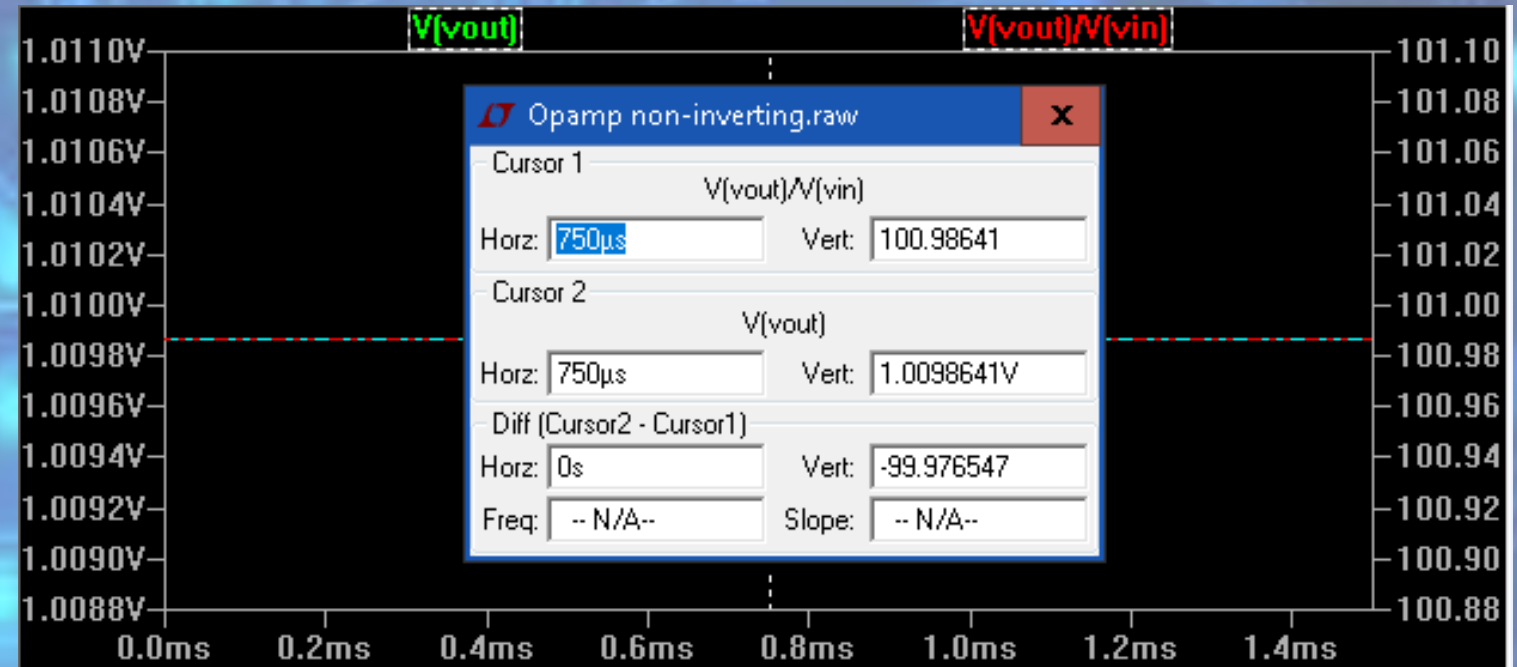 V(vout) V(vout)/V(vin)
1.0110V 101.10
1.0108V 101.08
1.0106V 101.06
1.0104V 101.04
1.0102V 101.02
1.0100V 101.00
1.0098V 100.98
1.0096V 100.96
1.0094V 100.94
1.0092V 100.92
1.0090V 100.90
1.0088V 100.88
0.0ms 0.2ms 0.4ms 0.6ms 0.8ms 1.0ms 1.2ms 1.4ms
Opamp non-inverting.raw x
Cursor 1
V(vout)/V(vin)
Horz: 750µs Vert: 100.98641
Cursor 2
V(vout)
Horz: 750µs Vert: 1.0098641V
Diff (Cursor2 - Cursor1)
Horz: 0s Vert: -99.976547
Freq: -- N/A-- Slope: -- N/A--